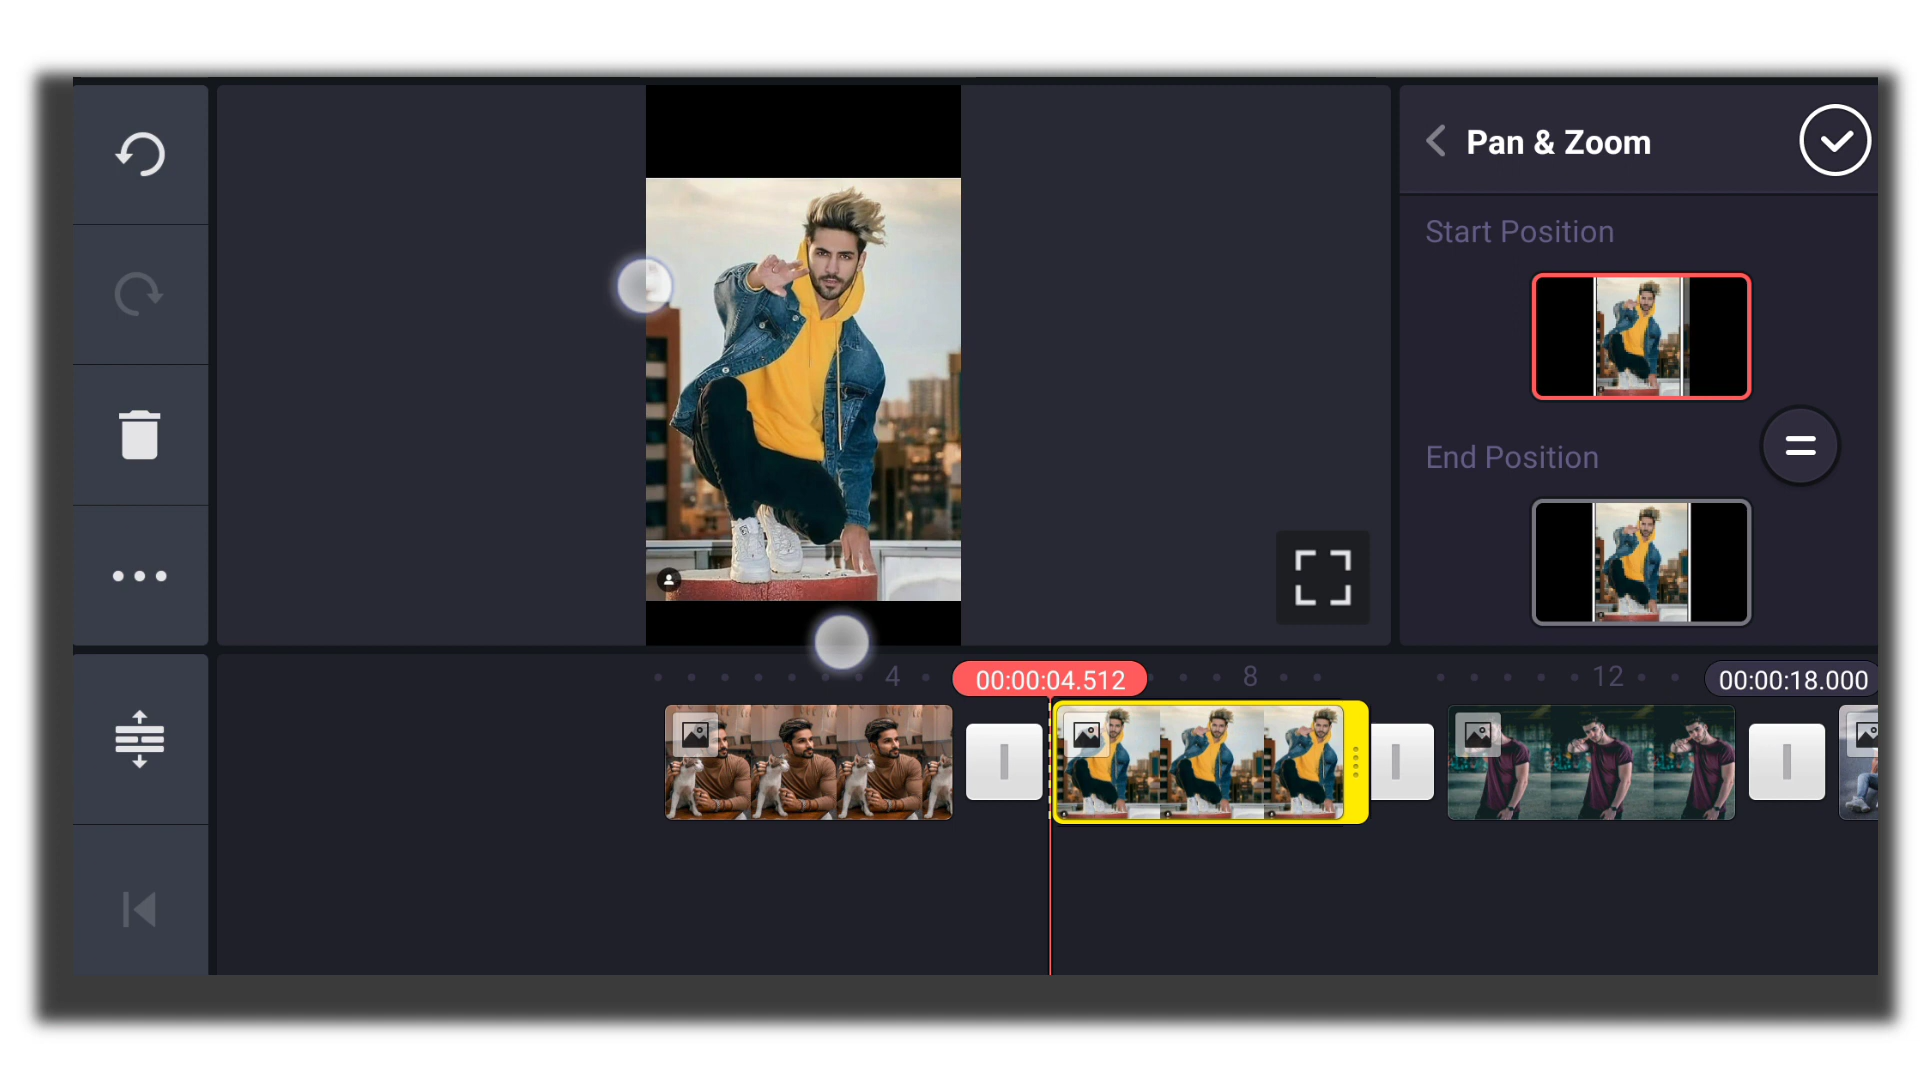 Pan & Zoom
Start Position
End Position
4
00:00:04.512
8
12
00:00:18.000